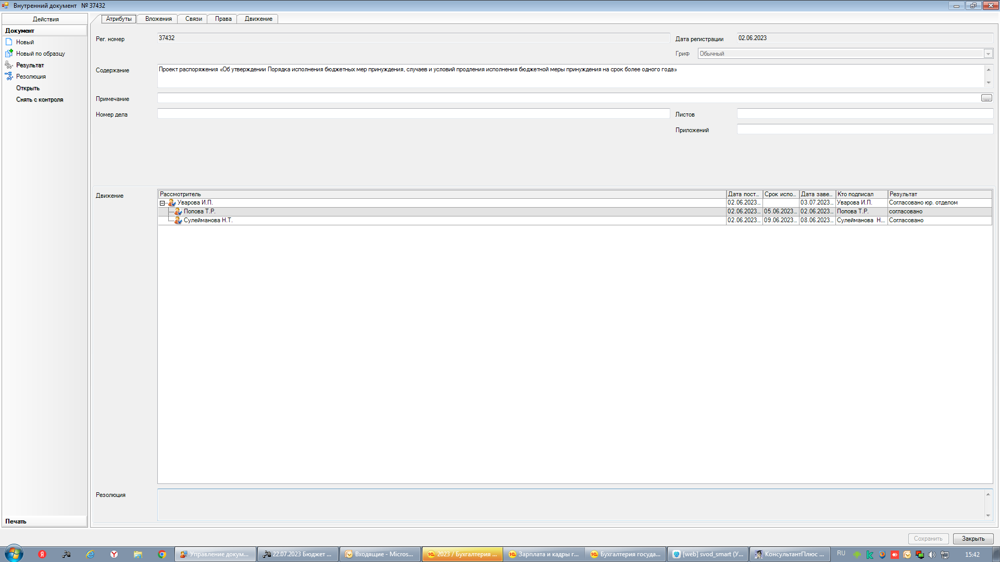 Внутренний документ № 37432
Действия
Документ
Новый
Новый по образцу
Результат
Резолюция
Открыть
Снять с контроля
Печать
Атрибуты Вложения Связи Права Движение
Рег. номер 37432 Дата регистрации 02.06.2023
Гриф Обычный
Содержание Проект распоряжения «Об утверждении Порядка исполнения бюджетных мер принуждения, случаев и условий продления исполнения бюджетной меры принуждения на срок более одного года»
Примечание ...
Номер дела Листов
Приложений
Движение Рассмотритель Дата пост... Срок испо... Дата заве... Кто подписал Результат
Уварова И.П. 02.06.2023... 03.07.2023... Уварова И.П. Согласовано юр. отделом
Попова Т.Р. 02.06.2023... 05.06.2023... 02.06.2023... Попова Т.Р. согласовано
Сулейманова Н.Т. 02.06.2023... 09.06.2023... 08.06.2023... Сулейманова Н.... Согласовано
Резолюция
Сохранить Закрыть
Управление докум... 22.07.2023 Бюджет ... Входящие - Micros... 2023 / Бухгалтерия ... Зарплата и кадры г... Бухгалтерия госуда... [web] svod_smart (У... КонсультантПлюс ... RU 15:42